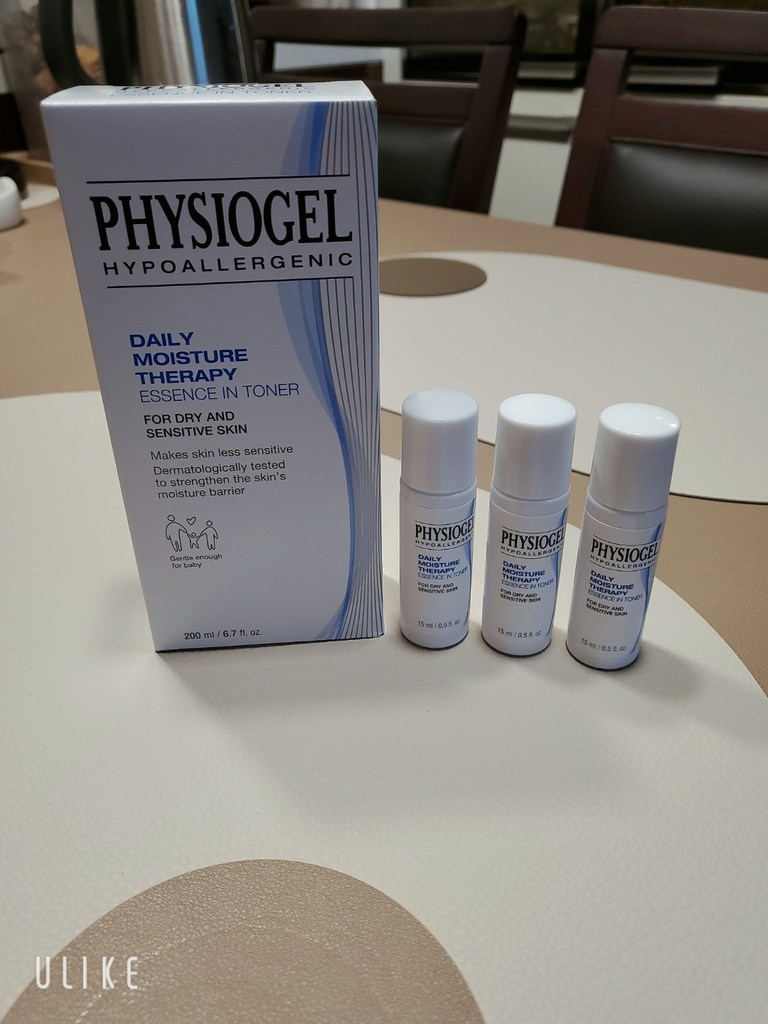 PHYSIOGEL
HYPOALLERGENIC
DAILY
MOISTURE
THERAPY
ESSENCE IN TONER
FOR DRY AND
SENSITIVE SKIN
Makes skin less sensitive
Dermatologically tested
to strengthen the skin's
moisture barrier
Gentle enough
for baby
200 ml / 6.7 fl. oz.
PHYSIOGEL
HYPOALLERGENIC
DAILY
MOISTURE
THERAPY
ESSENCE IN TONER
FOR DRY AND
SENSITIVE SKIN
15 ml / 0.5 fl. oz
PHYSIOGEL
HYPOALLERGENIC
DAILY
MOISTURE
THERAPY
ESSENCE IN TONER
FOR DRY AND
SENSITIVE SKIN
15 ml / 0.5 fl. oz.
PHYSIOGEL
HYPOALLERGENIC
DAILY
MOISTURE
THERAPY
ESSENCE IN TONER
FOR DRY AND
SENSITIVE SKIN
15 ml / 0.5 fl. oz.
ULIKE